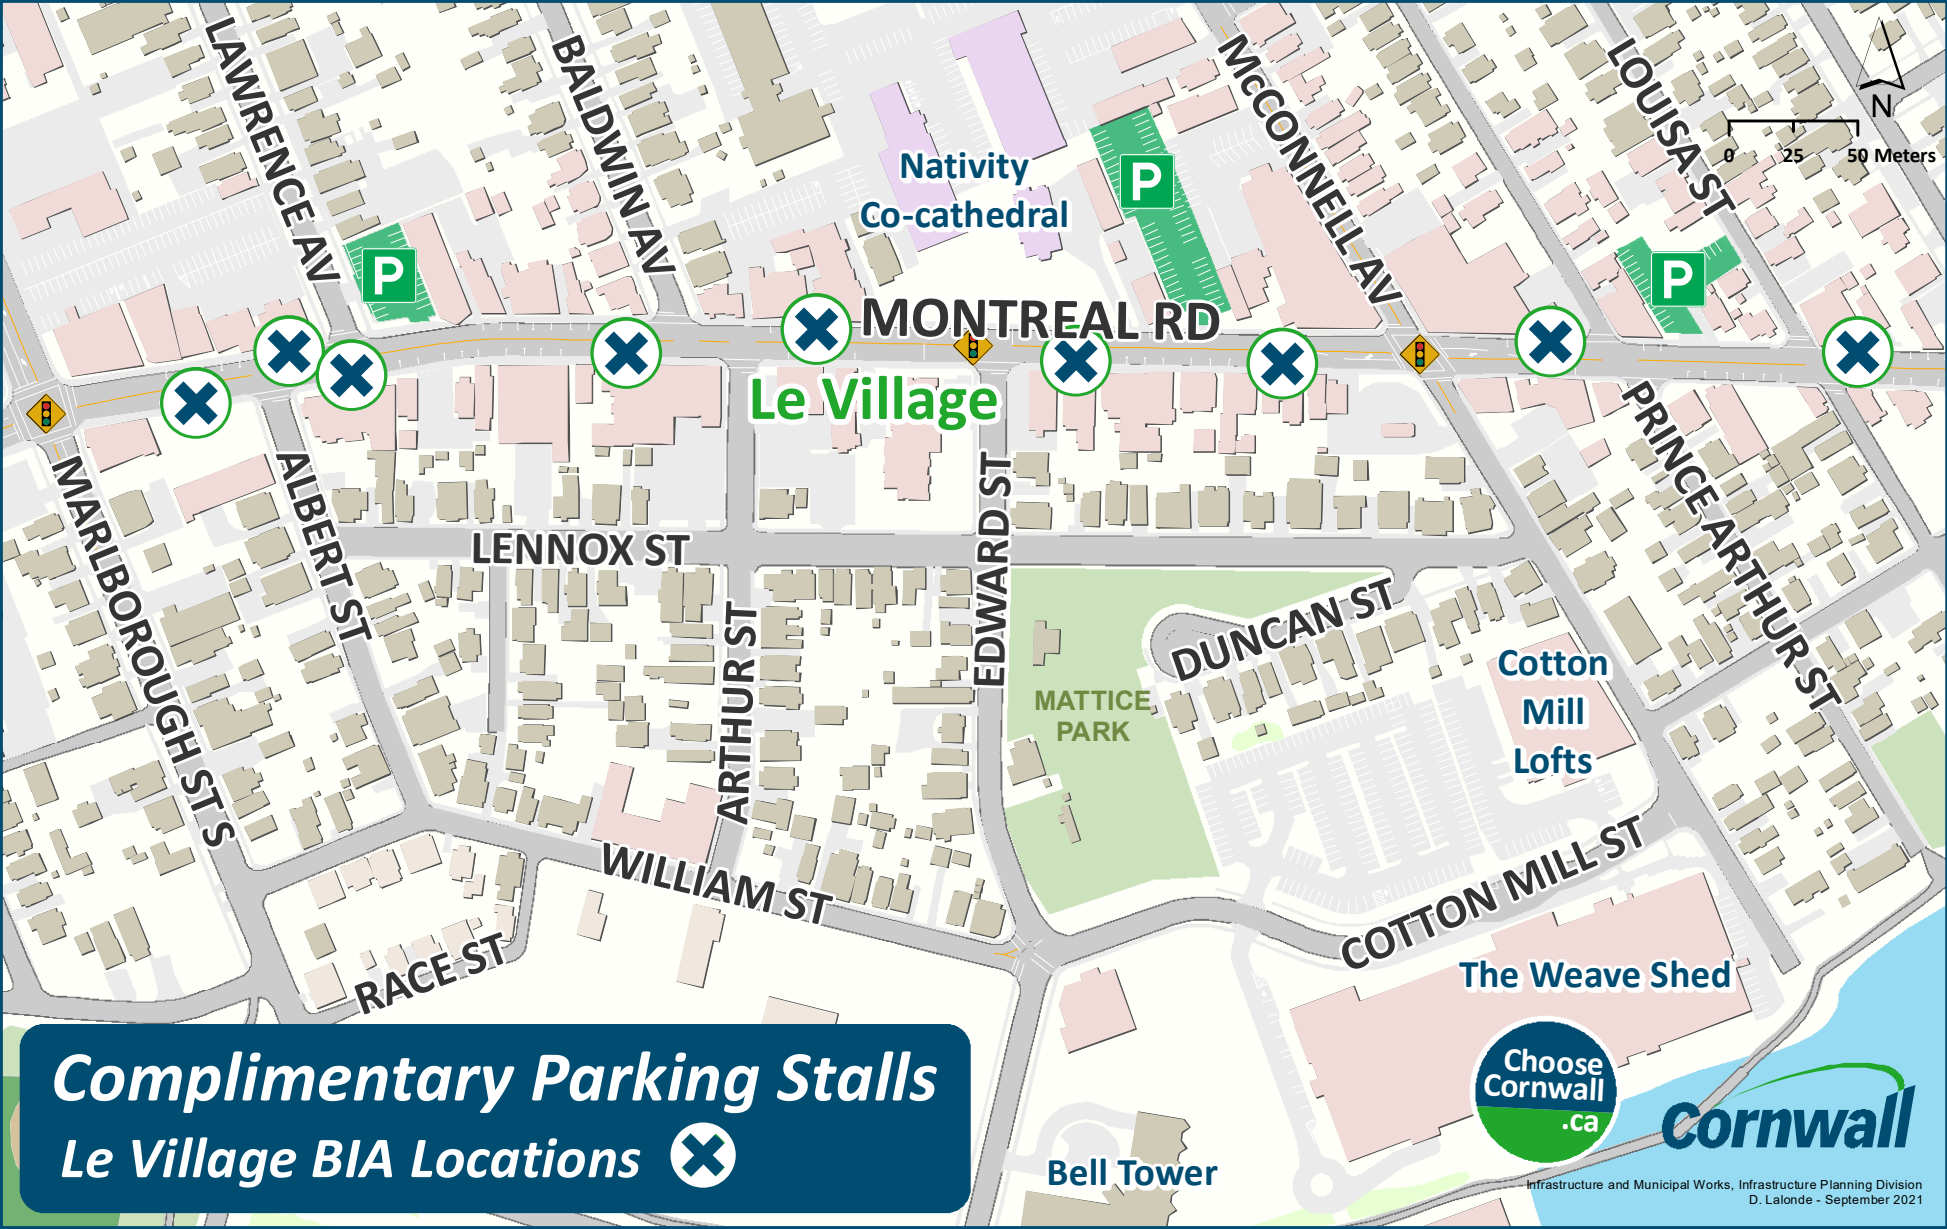 LAWRENCE AV
BALDWIN AV
McCONNELL AV
LOUISA ST
N
0 25 50 Meters
Nativity
Co-cathedral
P
P
P
MONTREAL RD
Le Village
MARLBOROUGH ST S
ALBERT ST
LENNOX ST
ARTHUR ST
EDWARD ST
PRINCE ARTHUR ST
DUNCAN ST
MATTICE
PARK
Cotton
Mill
Lofts
WILLIAM ST
RACE ST
COTTON MILL ST
The Weave Shed
Bell Tower
Complimentary Parking Stalls
Le Village BIA Locations
Choose
Cornwall
.ca
Cornwall
Infrastructure and Municipal Works, Infrastructure Planning Division
D. Lalonde - September 2021